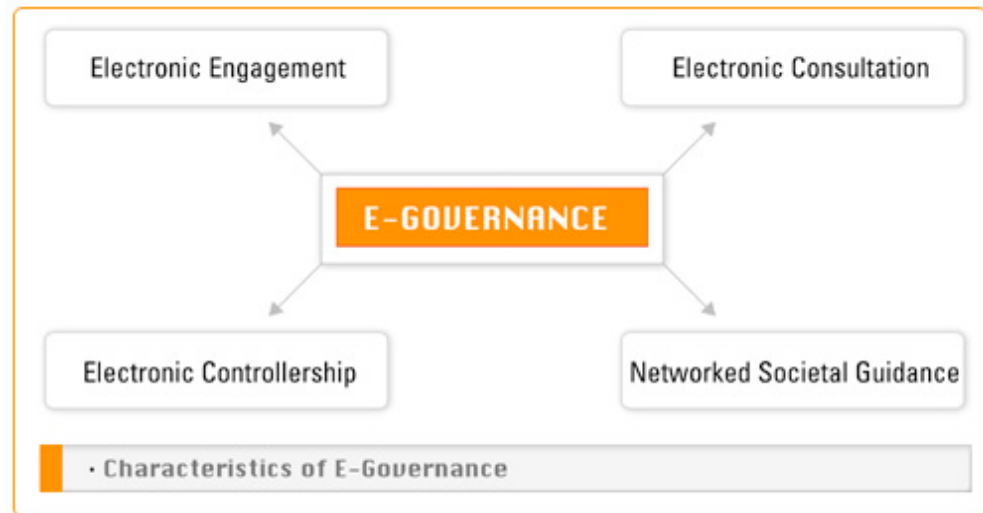 Electronic Engagement
Electronic Consultation
E-GOVERNANCE
Electronic Controllership
Networked Societal Guidance
· Characteristics of E-Governance